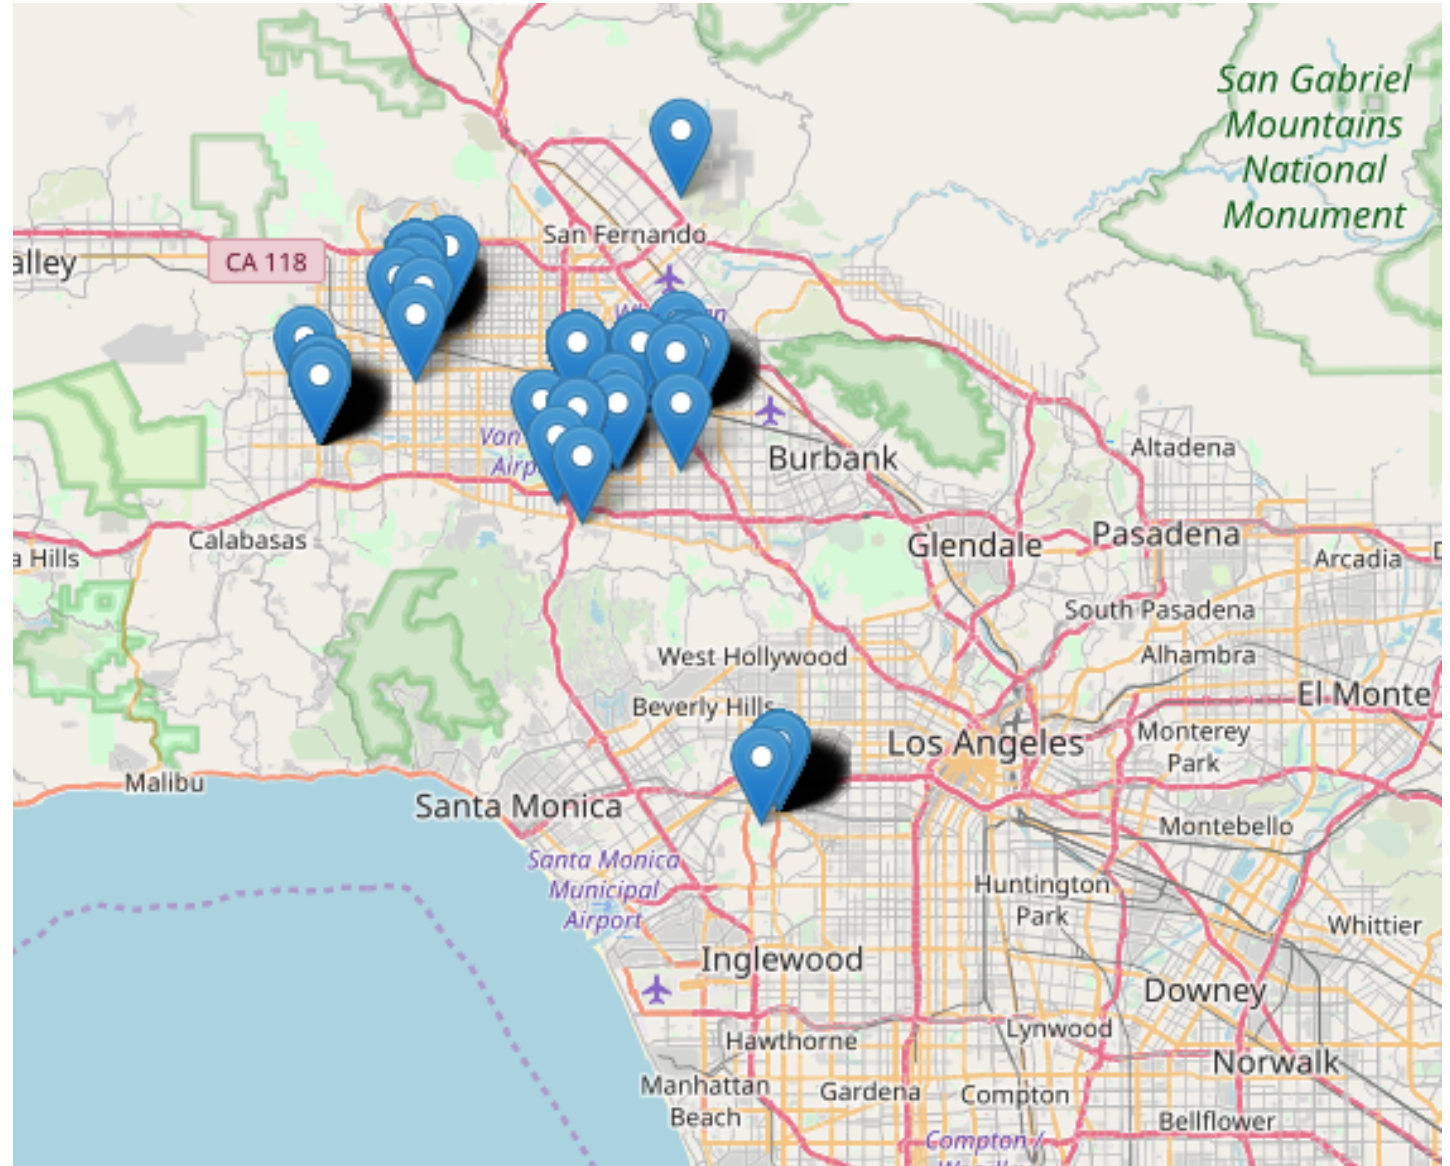 San Gabriel
Mountains
National
Monument
San Fernando
CA 118
alley
Van
Altadena
Burbank
Pasadena
Calabasas
Glendale
a Hills
Arcadia
South Pasadena
West Hollywood
Alhambra
El Monte
Beverly Hills
Los Angeles
Monterey
Park
Malibu
Santa Monica
Montebello
Santa Monica
Municipal
Airport
Huntington
Park
Whittier
Inglewood
Downey
Lynwood
Hawthorne
Norwalk
Manhattan
Beach
Gardena
Compton
Bellflower
Compton /